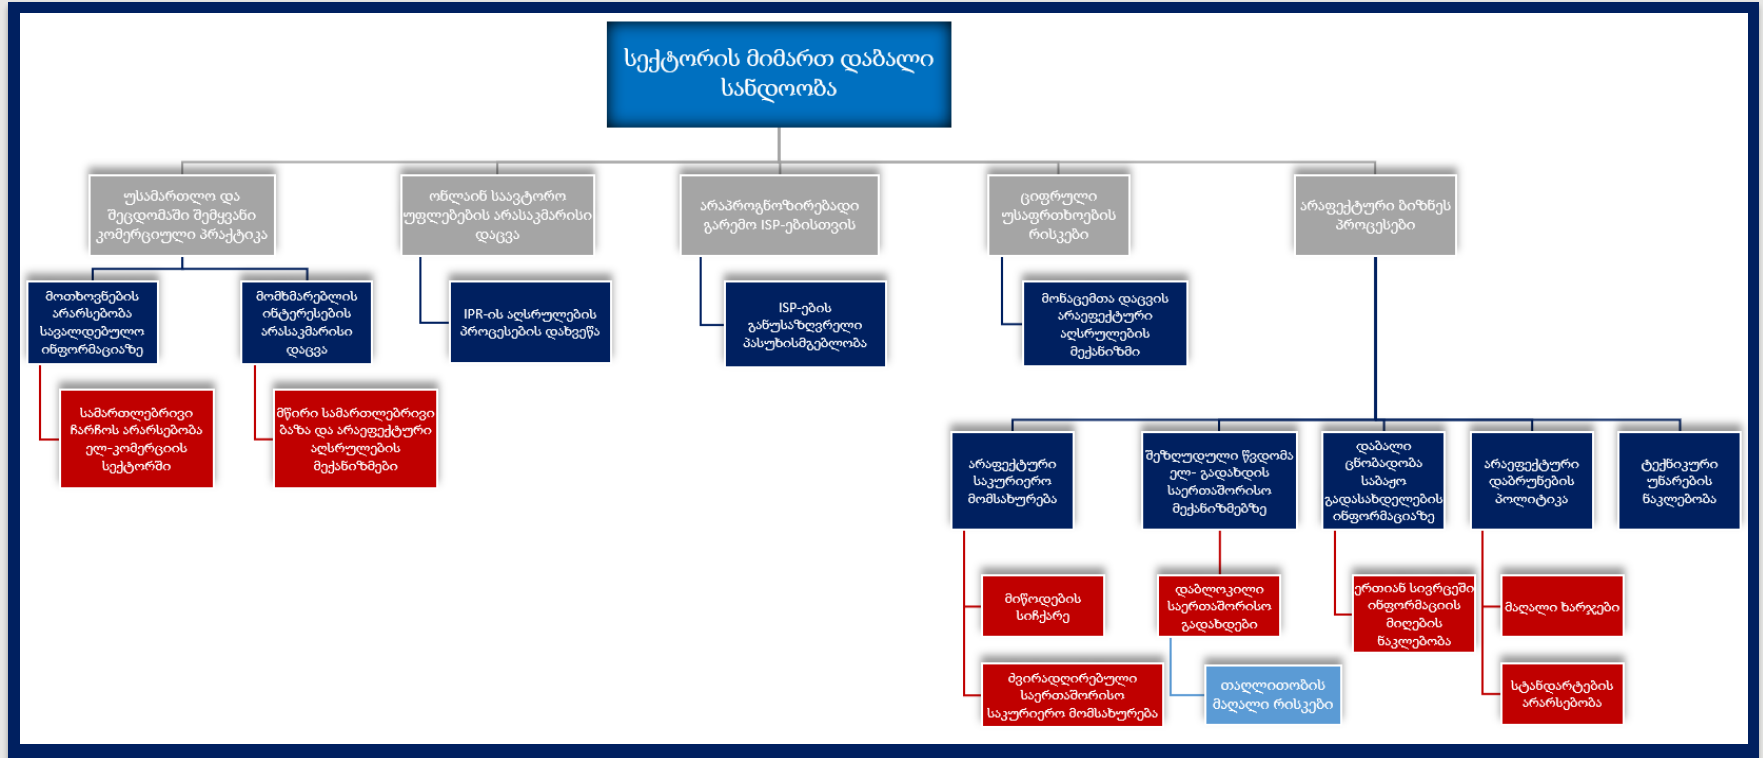 სექტორის მიმართ დაბალი
სანდოობა
უსამართლო და
შეცდომაში შემყვანი
კომერციული პრაქტიკა
ონლაინ საავტორო
უფლებების არასაკმარისი
დაცვა
არაპროგნოზირებადი
გარემო ISP-ებისთვის
ციფრული
უსაფრთხოების
რისკები
არაფექტური ბიზნეს
პროცესები
მოთხოვნების
არარსებობა
სავალდებულო
ინფორმაციაზე
მომხმარებლის
ინტერესების
არასაკმარისი
დაცვა
IPR-ის აღსრულების
პროცესების დახვეწა
ISP-ების
განუსაზღვრელი
პასუხისმგებლობა
მონაცემთა დაცვის
არაეფექტური
აღსრულების
მექანიზმი
სამართლებრივი
ჩარჩოს არარსებობა
ელ-კომერციის
სექტორში
მწირი სამართლებრივი
ბაზა და არაეფექტური
აღსრულების
მექანიზმები
არაფექტური
საკურიერო
მომსახურება
შეზღუდული წვდომა
ელ- გადახდის
საერთაშორისო
მექანიზმებზე
დაბალი
ცნობადობა
საბაჟო
გადასახდელების
ინფორმაციაზე
არაეფექტური
დაბრუნების
პოლიტიკა
ტექნიკური
უნარების
ნაკლებობა
მიწოდების
სიჩქარე
დაბლოკილი
საერთაშორისო
გადახდები
ერთიან სივრცეში
ინფორმაციის
მიღების
ნაკლებობა
მაღალი ხარჯები
ძვირადღირებული
საერთაშორისო
საკურიერო მომსახურება
თაღლითობის
მაღალი რისკები
სტანდარტების
არარსებობა